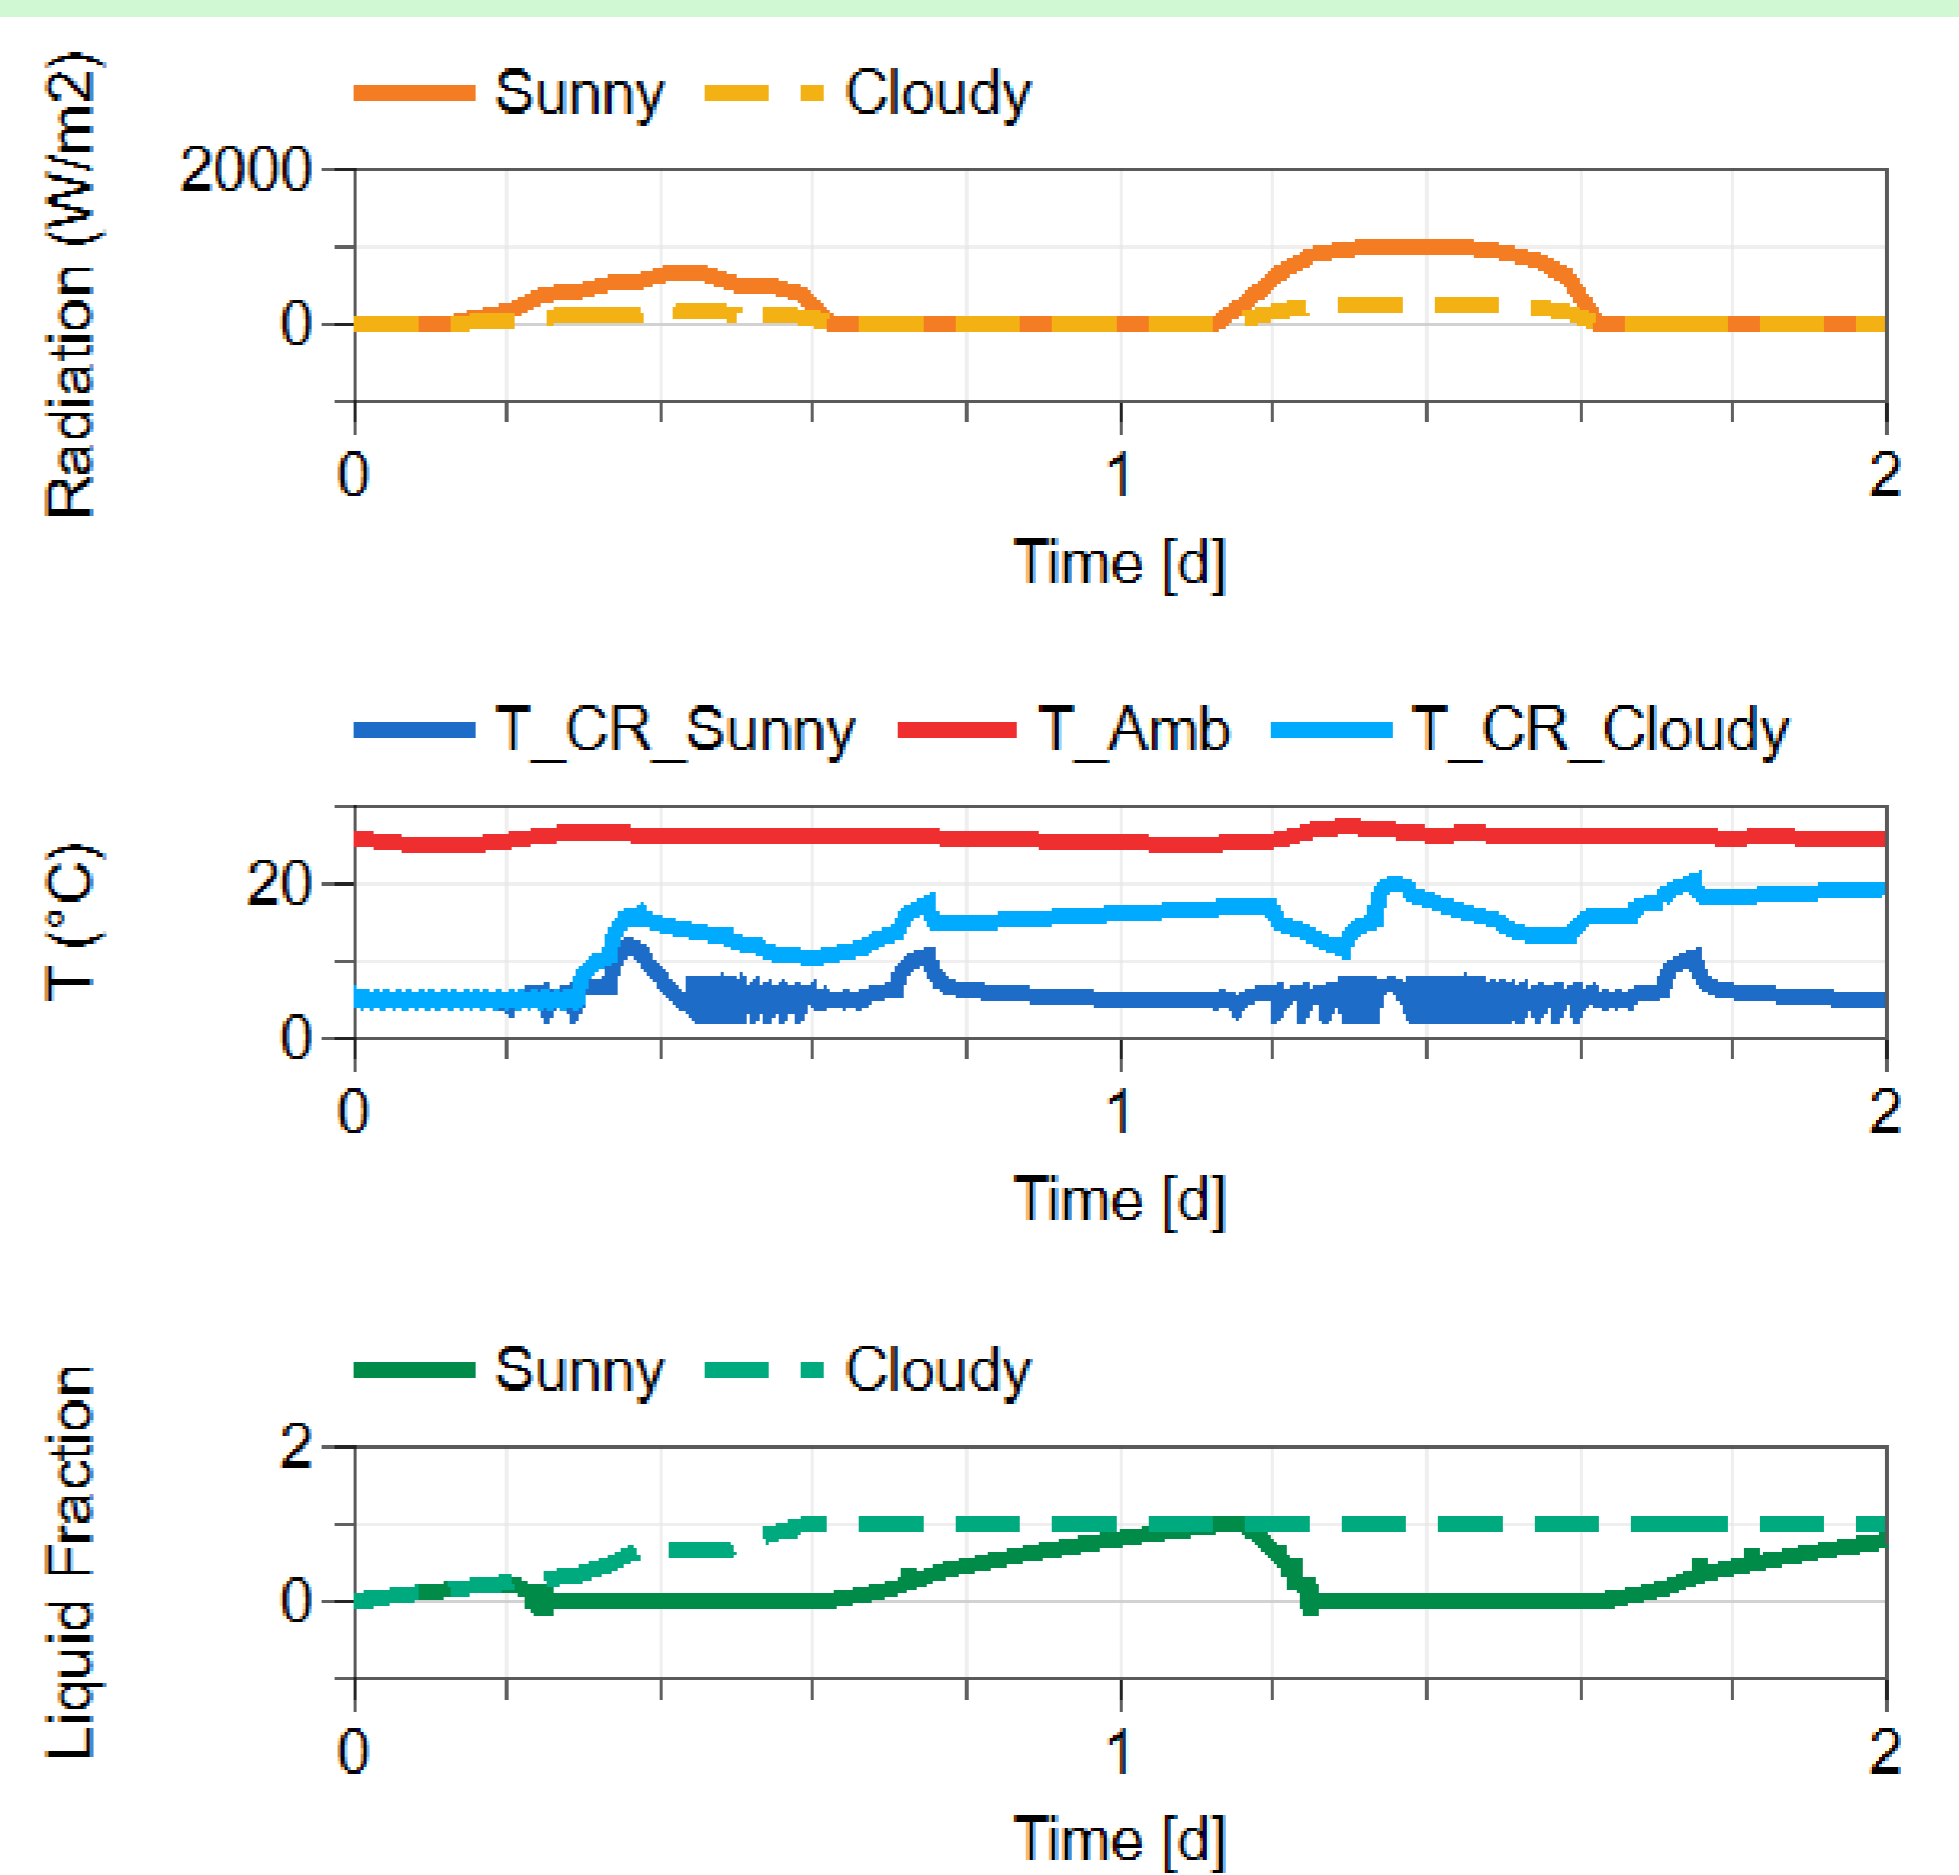 Sunny Cloudy
Radiation (W/m2)
2000
0
0 1 2
Time [d]
T_CR_Sunny T_Amb T_CR_Cloudy
T (°C)
20
0
0 1 2
Time [d]
Sunny Cloudy
Liquid Fraction
2
0
0 1 2
Time [d]